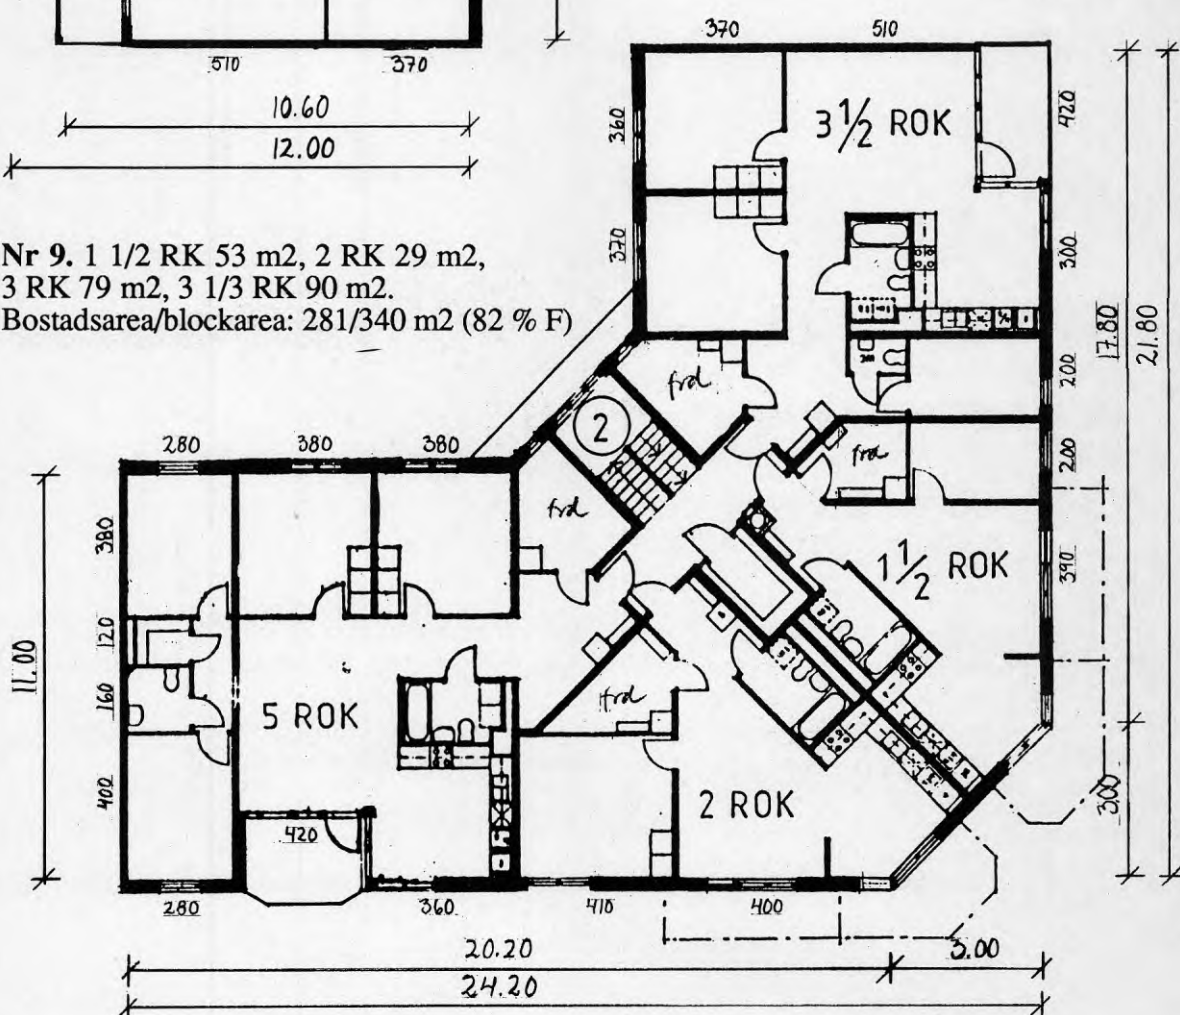 510 370
10.60
12.00
Nr 9. 1 1/2 RK 53 m2, 2 RK 29 m2,
3 RK 79 m2, 3 1/3 RK 90 m2.
Bostadsarea/blockarea: 281/340 m2 (82 % F)
370 510
360
420
3 1/2 ROK
370
300
17.80
21.80
200
frd
2
280 380 380
200
frd
frd
380
390
1 1/2 ROK
120
11.00
160
frd
5 ROK
400
420
2 ROK
3.00
280 360 410 400
20.20 3.00
24.20